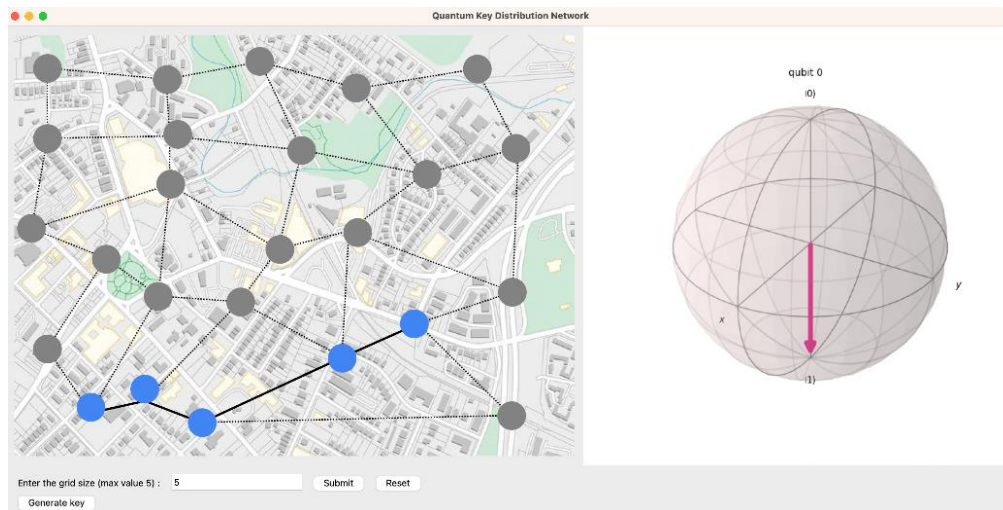 Quantum Key Distribution Network
qubit 0
|0⟩
x
y
|1⟩
Enter the grid size (max value 5) : 5 Submit Reset
Generate key